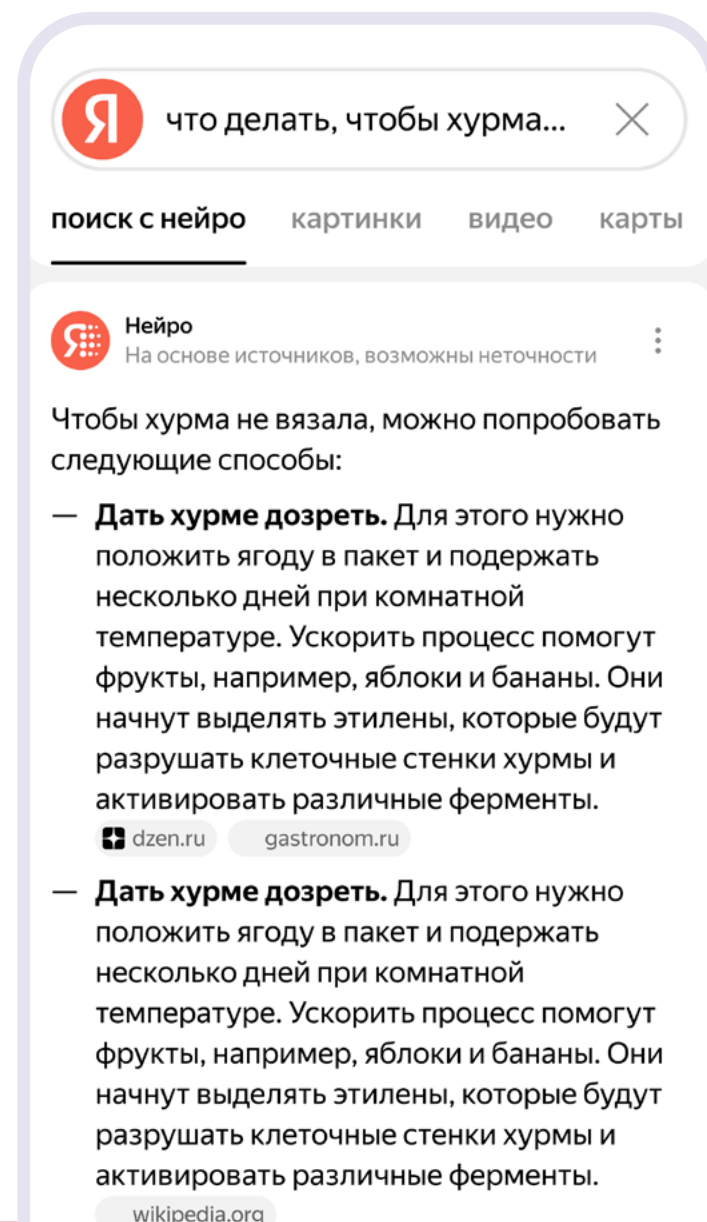 Я что делать, чтобы хурма...
поиск с нейро картинки видео карты
Я Нейро
На основе источников, возможны неточности
Чтобы хурма не вязала, можно попробовать
следующие способы:
— Дать хурме дозреть. Для этого нужно
положить ягоду в пакет и подержать
несколько дней при комнатной
температуре. Ускорить процесс помогут
фрукты, например, яблоки и бананы. Они
начнут выделять этилены, которые будут
разрушать клеточные стенки хурмы и
активировать различные ферменты.
dzen.ru gastronom.ru
— Дать хурме дозреть. Для этого нужно
положить ягоду в пакет и подержать
несколько дней при комнатной
температуре. Ускорить процесс помогут
фрукты, например, яблоки и бананы. Они
начнут выделять этилены, которые будут
разрушать клеточные стенки хурмы и
активировать различные ферменты.
wikipedia.org